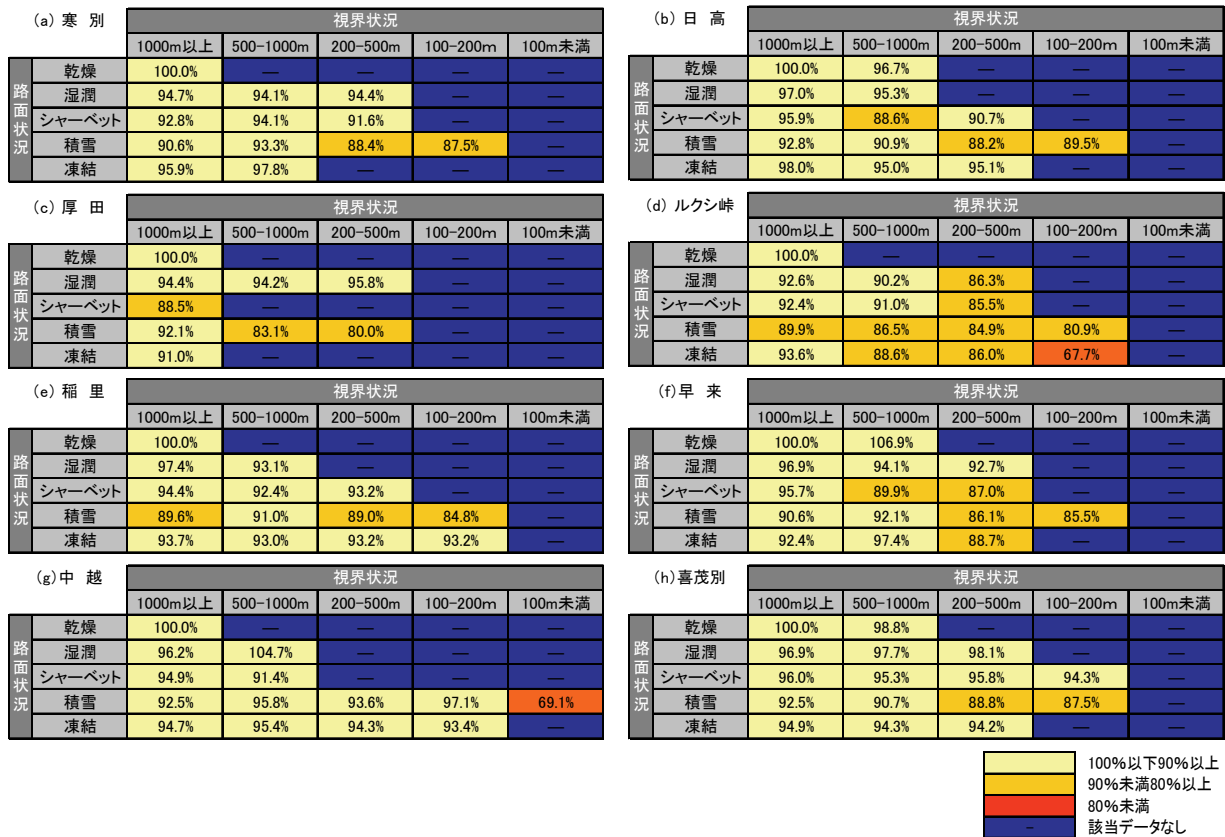 (a) 寒 別
視界状況
1000m以上 500-1000m 200-500m 100-200m 100m未満
路面状況
乾燥 100.0% — — — —
湿潤 94.7% 94.1% 94.4% — —
シャーベット 92.8% 94.1% 91.6% — —
積雪 90.6% 93.3% 88.4% 87.5% —
凍結 95.9% 97.8% — — —
(b) 日 高
視界状況
1000m以上 500-1000m 200-500m 100-200m 100m未満
路面状況
乾燥 100.0% 96.7% — — —
湿潤 97.0% 95.3% — — —
シャーベット 95.9% 88.6% 90.7% — —
積雪 92.8% 90.9% 88.2% 89.5% —
凍結 98.0% 95.0% 95.1% — —
(c) 厚 田
視界状況
1000m以上 500-1000m 200-500m 100-200m 100m未満
路面状況
乾燥 100.0% — — — —
湿潤 94.4% 94.2% 95.8% — —
シャーベット 88.5% — — — —
積雪 92.1% 83.1% 80.0% — —
凍結 91.0% — — — —
(d) ルクシ峠
視界状況
1000m以上 500-1000m 200-500m 100-200m 100m未満
路面状況
乾燥 100.0% — — — —
湿潤 92.6% 90.2% 86.3% — —
シャーベット 92.4% 91.0% 85.5% — —
積雪 89.9% 86.5% 84.9% 80.9% —
凍結 93.6% 88.6% 86.0% 67.7% —
(e) 稲 里
視界状況
1000m以上 500-1000m 200-500m 100-200m 100m未満
路面状況
乾燥 100.0% — — — —
湿潤 97.4% 93.1% — — —
シャーベット 94.4% 92.4% 93.2% — —
積雪 89.6% 91.0% 89.0% 84.8% —
凍結 93.7% 93.0% 93.2% 93.2% —
(f)早 来
視界状況
1000m以上 500-1000m 200-500m 100-200m 100m未満
路面状況
乾燥 100.0% 106.9% — — —
湿潤 96.9% 94.1% 92.7% — —
シャーベット 95.7% 89.9% 87.0% — —
積雪 90.6% 92.1% 86.1% 85.5% —
凍結 92.4% 97.4% 88.7% — —
(g)中 越
視界状況
1000m以上 500-1000m 200-500m 100-200m 100m未満
路面状況
乾燥 100.0% — — — —
湿潤 96.2% 104.7% — — —
シャーベット 94.9% 91.4% — — —
積雪 92.5% 95.8% 93.6% 97.1% 69.1%
凍結 94.7% 95.4% 94.3% 93.4% —
(h)喜茂別
視界状況
1000m以上 500-1000m 200-500m 100-200m 100m未満
路面状況
乾燥 100.0% 98.8% — — —
湿潤 96.9% 97.7% 98.1% — —
シャーベット 96.0% 95.3% 95.8% 94.3% —
積雪 92.5% 90.7% 88.8% 87.5% —
凍結 94.9% 94.3% 94.2% — —
100%以下90%以上
90%未満80%以上
80%未満
- 該当データなし